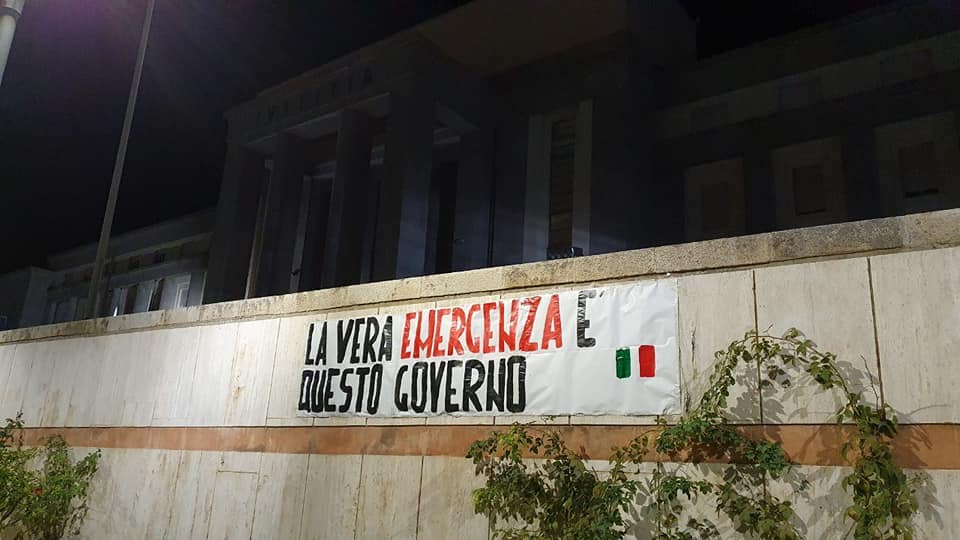 LA VERA EMERGENZA E'
QUESTO GOVERNO